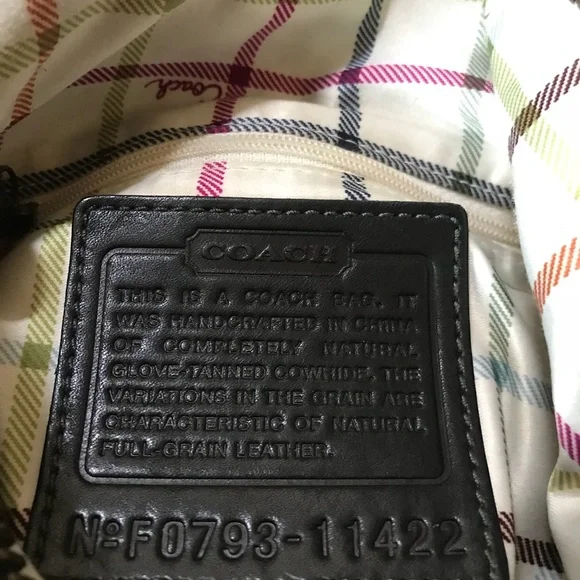 Coach
COACH
THIS IS A COACH BAG. IT
WAS HANDCRAFTED IN CHINA
OF COMPLETELY NATURAL
GLOVE-TANNED COWHIDE. THE
VARIATIONS IN THE GRAIN ARE
CHARACTERISTIC OF NATURAL
FULL-GRAIN LEATHER.
NºF0793-11422